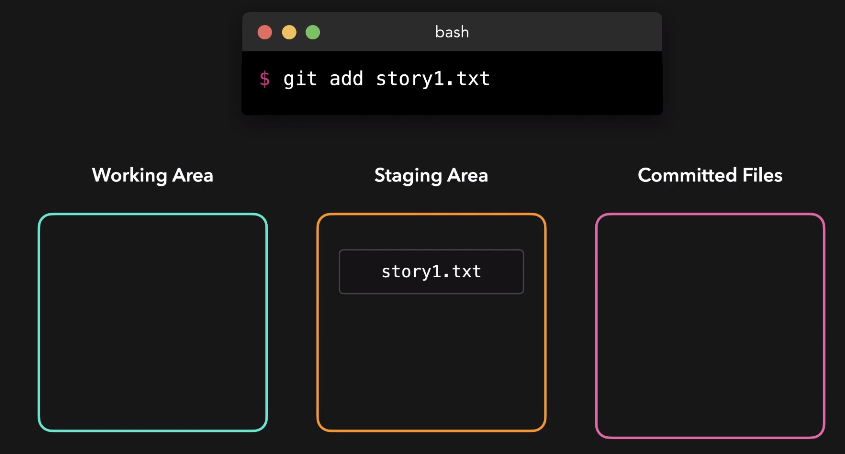 bash
$ git add story1.txt
Working Area
Staging Area
Committed Files
story1.txt